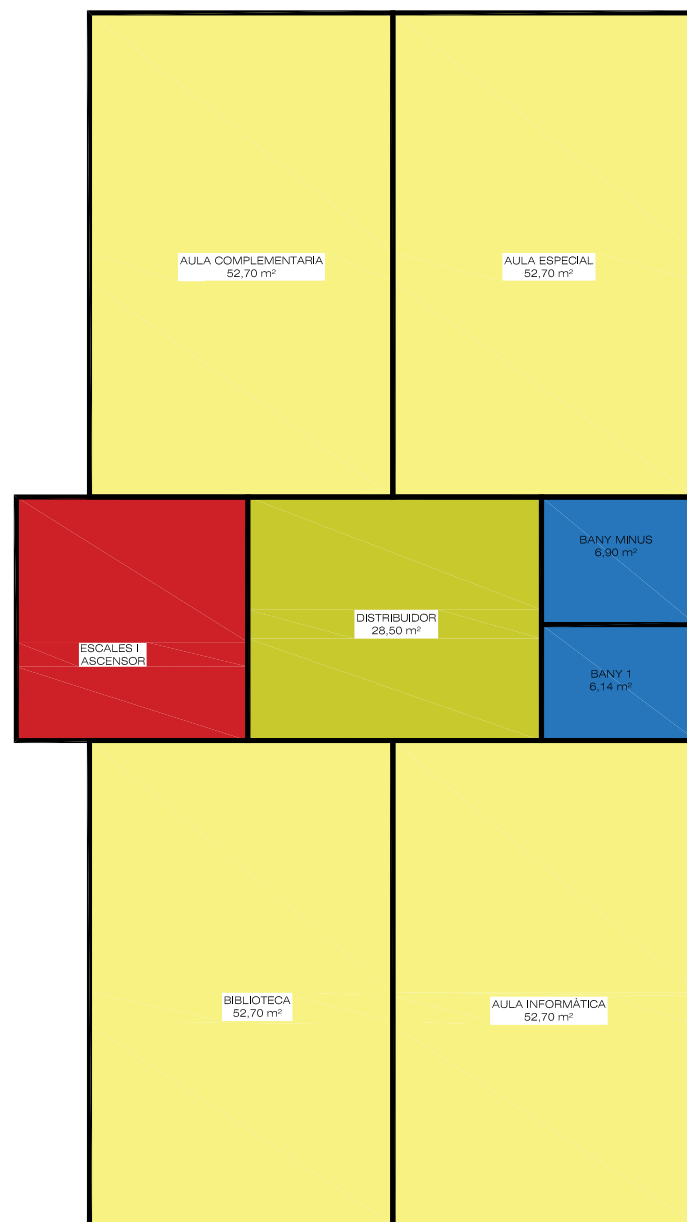 AULA COMPLEMENTARIA
52,70 m²
AULA ESPECIAL
52,70 m²
BANY MINUS
6,90 m²
DISTRIBUIDOR
28,50 m²
ESCALES I
ASCENSOR
BANY 1
6,14 m²
BIBLIOTECA
52,70 m²
AULA INFORMÀTICA
52,70 m²